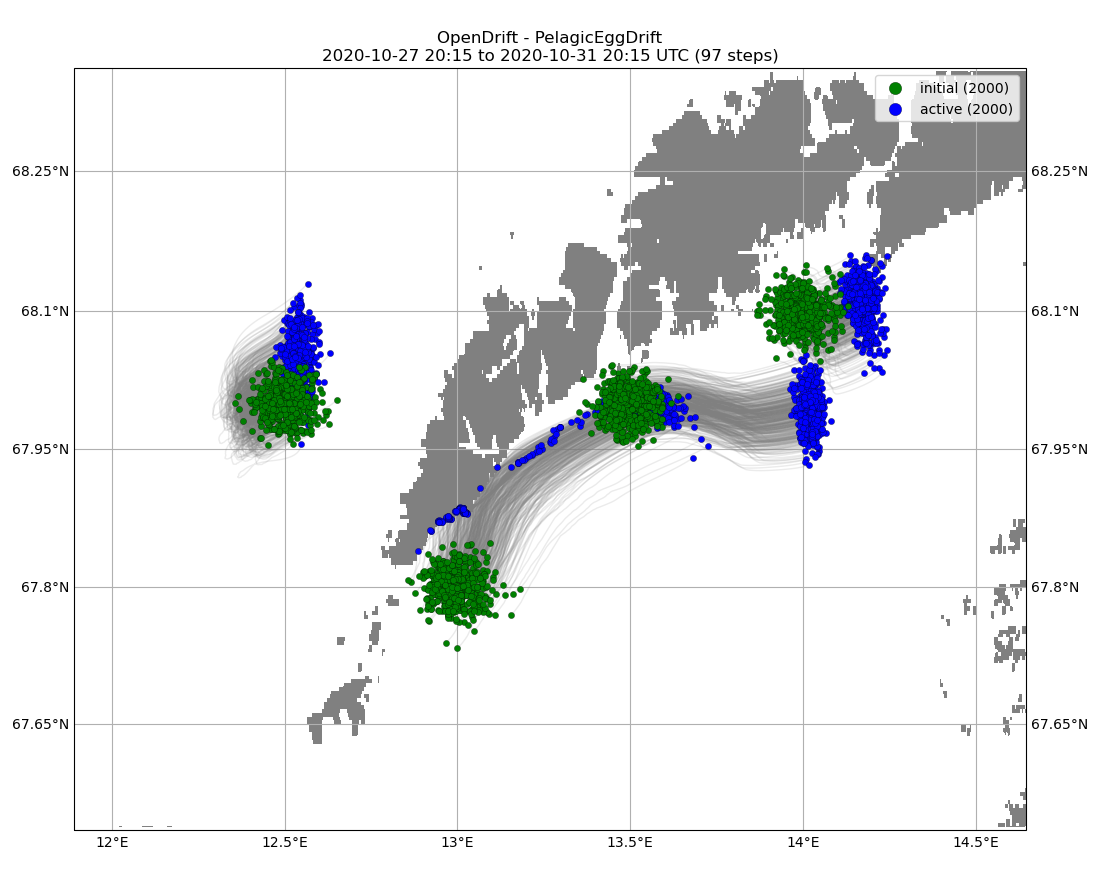 OpenDrift - PelagicEggDrift
2020-10-27 20:15 to 2020-10-31 20:15 UTC (97 steps)
initial (2000)
active (2000)
68.25°N
68.25°N
68.1°N
68.1°N
67.95°N
67.95°N
67.8°N
67.8°N
67.65°N
67.65°N
12°E
12.5°E
13°E
13.5°E
14°E
14.5°E